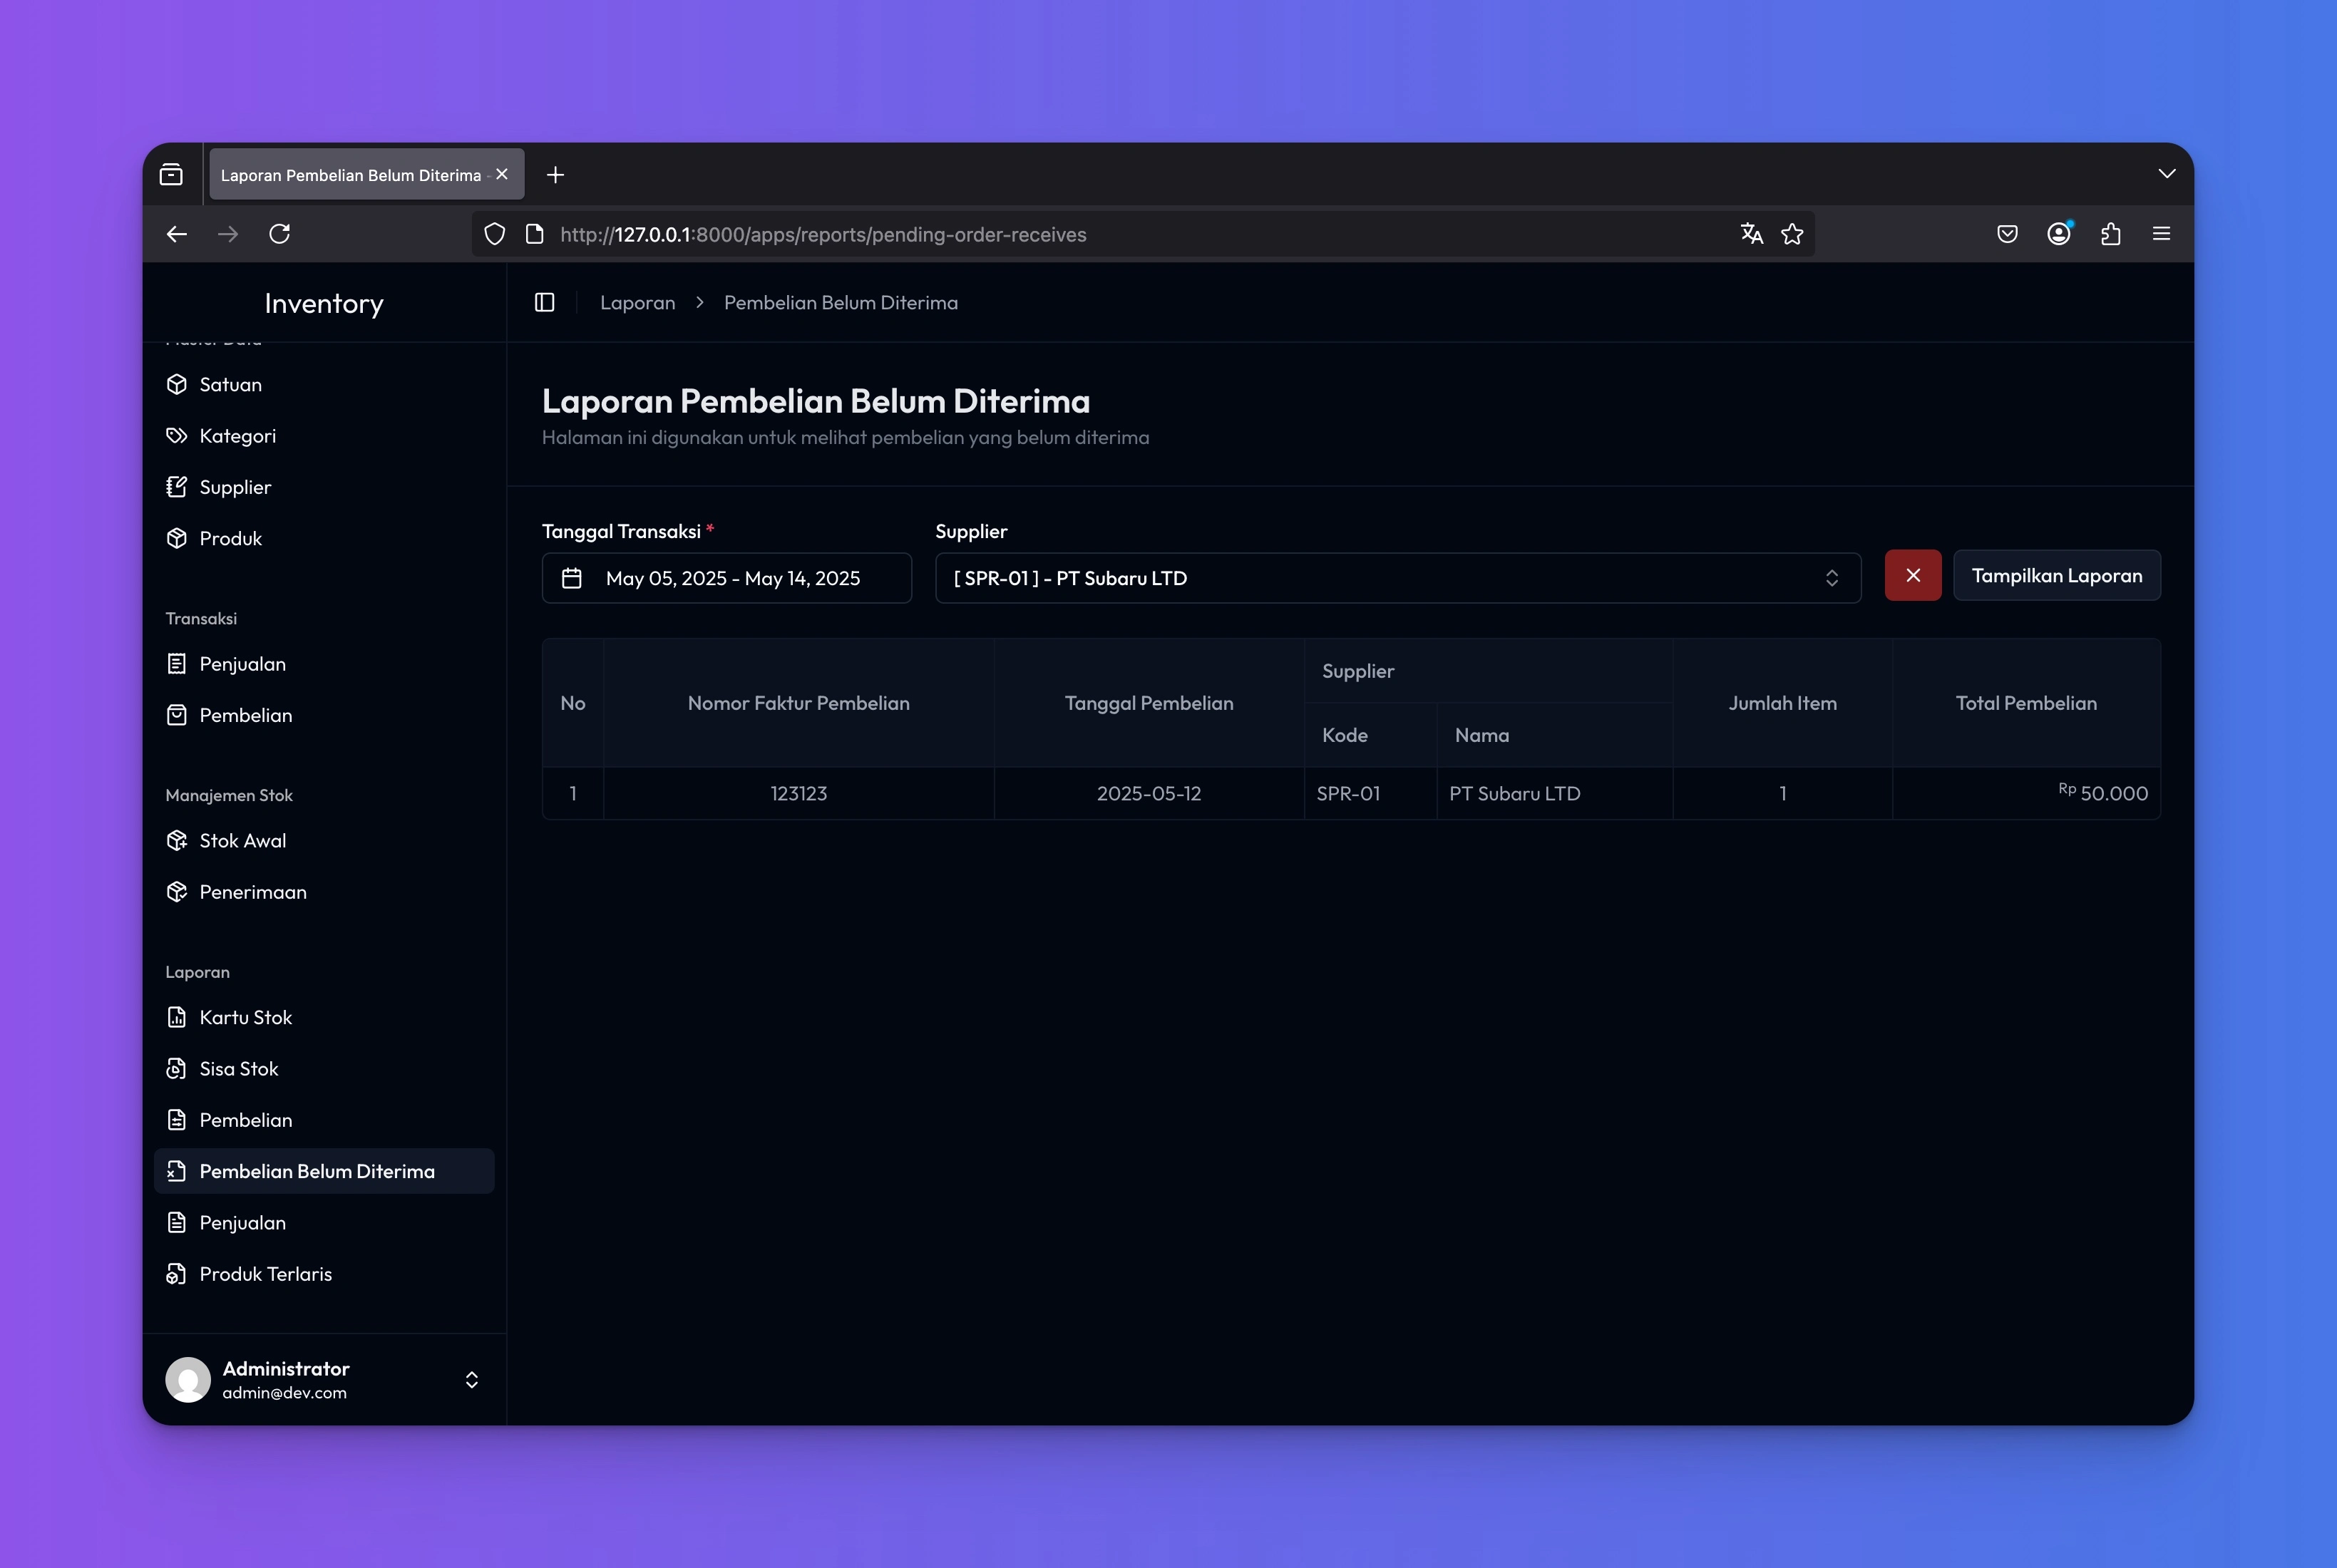 Laporan Pembelian Belum Diterima -
http://127.0.0.1:8000/apps/reports/pending-order-receives
Inventory
Laporan > Pembelian Belum Diterima
Satuan
Kategori
Supplier
Produk
Transaksi
Penjualan
Pembelian
Manajemen Stok
Stok Awal
Penerimaan
Laporan
Kartu Stok
Sisa Stok
Pembelian
Pembelian Belum Diterima
Penjualan
Produk Terlaris
Administrator
admin@dev.com
Laporan Pembelian Belum Diterima
Halaman ini digunakan untuk melihat pembelian yang belum diterima
Tanggal Transaksi * Supplier
May 05, 2025 - May 14, 2025 [ SPR-01 ] - PT Subaru LTD Tampilkan Laporan
No Nomor Faktur Pembelian Tanggal Pembelian Supplier Jumlah Item Total Pembelian
Kode Nama
1 123123 2025-05-12 SPR-01 PT Subaru LTD 1 Rp 50.000